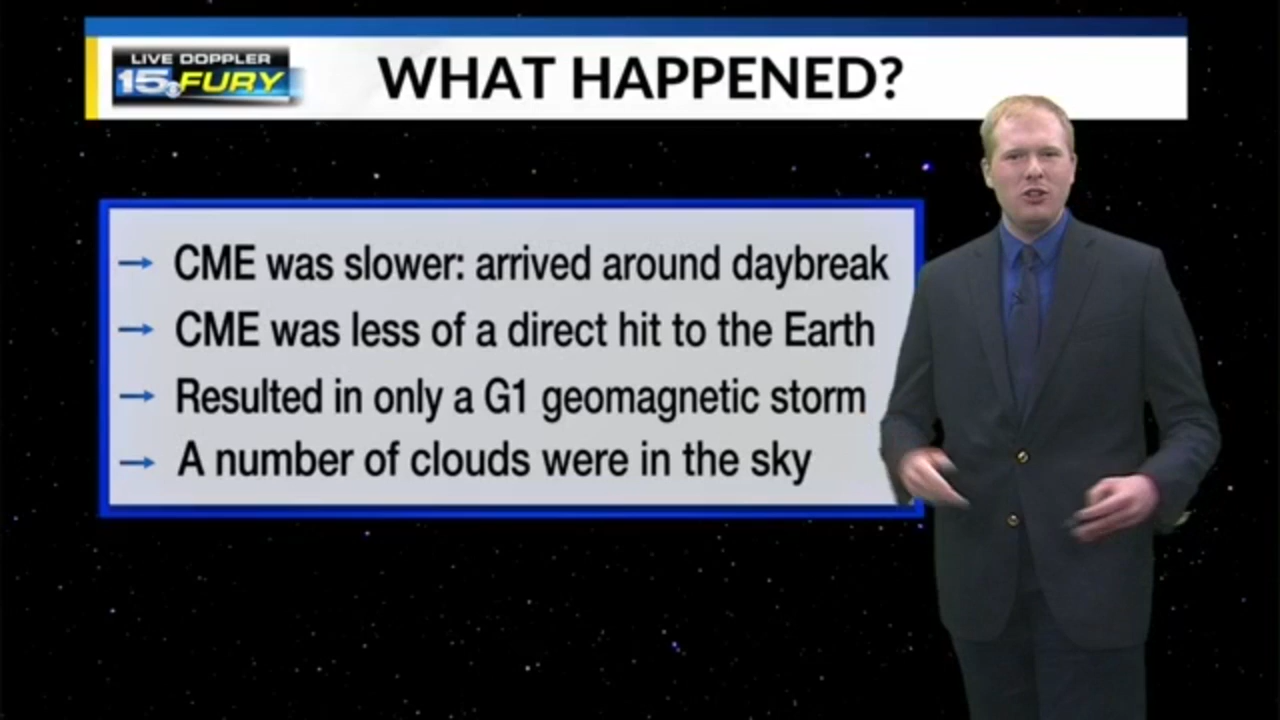 LIVE DOPPLER
15 FURY
WHAT HAPPENED?
→ CME was slower: arrived around daybreak
→ CME was less of a direct hit to the Earth
→ Resulted in only a G1 geomagnetic storm
→ A number of clouds were in the sky